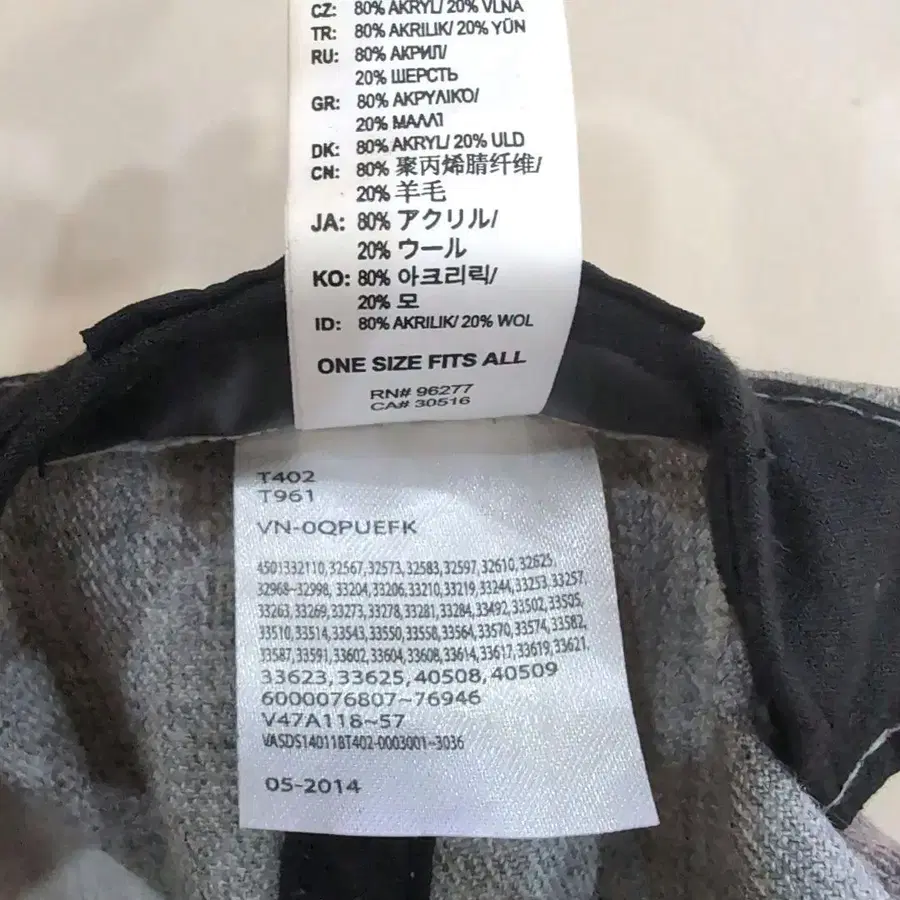 CZ: 80% AKRYL/ 20% VLNA
TR: 80% AKRILIK/ 20% YÜN
RU: 80% АКРИЛ/
20% ШЕРСТЬ
GR: 80% ΑΚΡΥΛΙΚΌ/
20% ΜΑΛΛΊ
DK: 80% AKRYL/ 20% ULD
CN: 80% 聚丙烯腈纤维/
20% 羊毛
JA: 80% アクリル/
20% ウール
KO: 80% 아크리릭/
20% 모
ID: 80% AKRILIK/ 20% WOL
ONE SIZE FITS ALL
RN# 96277
CA# 30516
T402
T961
VN-0QPUEFK
4501332110,32567,32573,32583,32597,32610,32625,
32968~32998,33204,33206,33210,33219,33244,33253,33257,
33263,33269,33273,33278,33281,33284,33492,33502,33505,
33510,33514,33543,33550,33558,33564,33570,33574,33582,
33587,33591,33602,33604,33608,33614,33617,33619,33621,
33623,33625,40508,40509
6000076807~76946
V47A118~57
VASDS140118T402-0003001~3036
05-2014